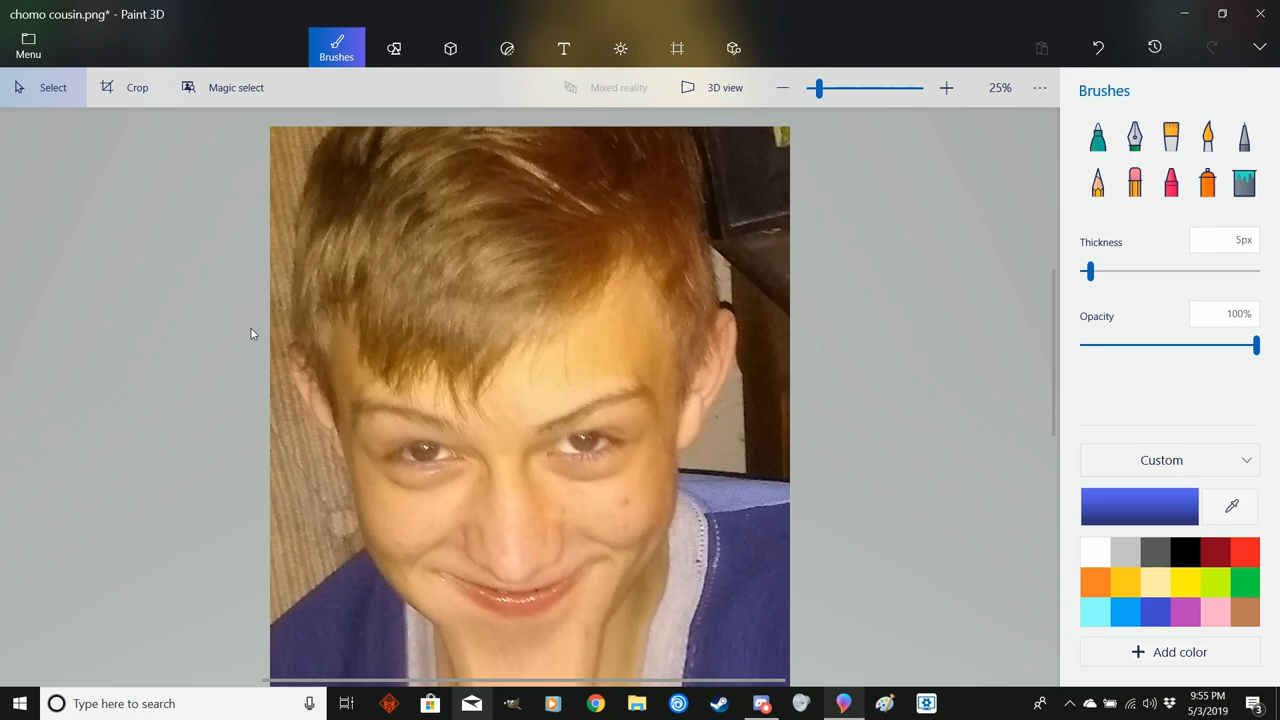 chomo cousin.png* - Paint 3D
Menu
Brushes
Select
Crop
Magic select
Mixed reality
3D view
25%
Brushes
Thickness
5px
Opacity
100%
Custom
Add color
Type here to search
9:55 PM
5/3/2019
3